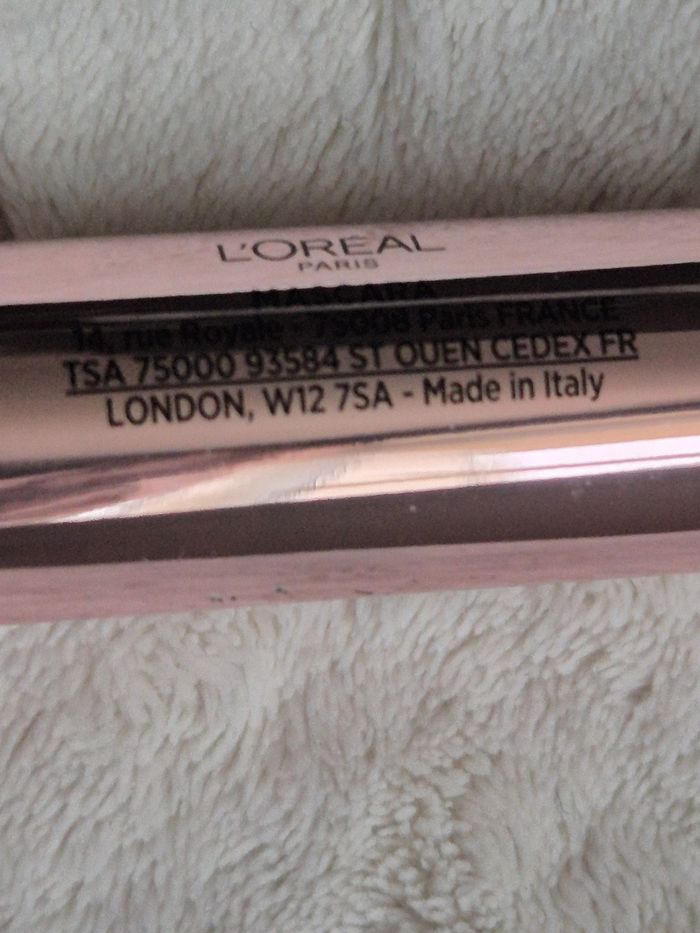 L'ORÉAL
PARIS
MASCARA
14, rue Royale - 75008 Paris FRANCE
TSA 75000 93584 ST OUEN CEDEX FR
LONDON, W12 7SA - Made in Italy